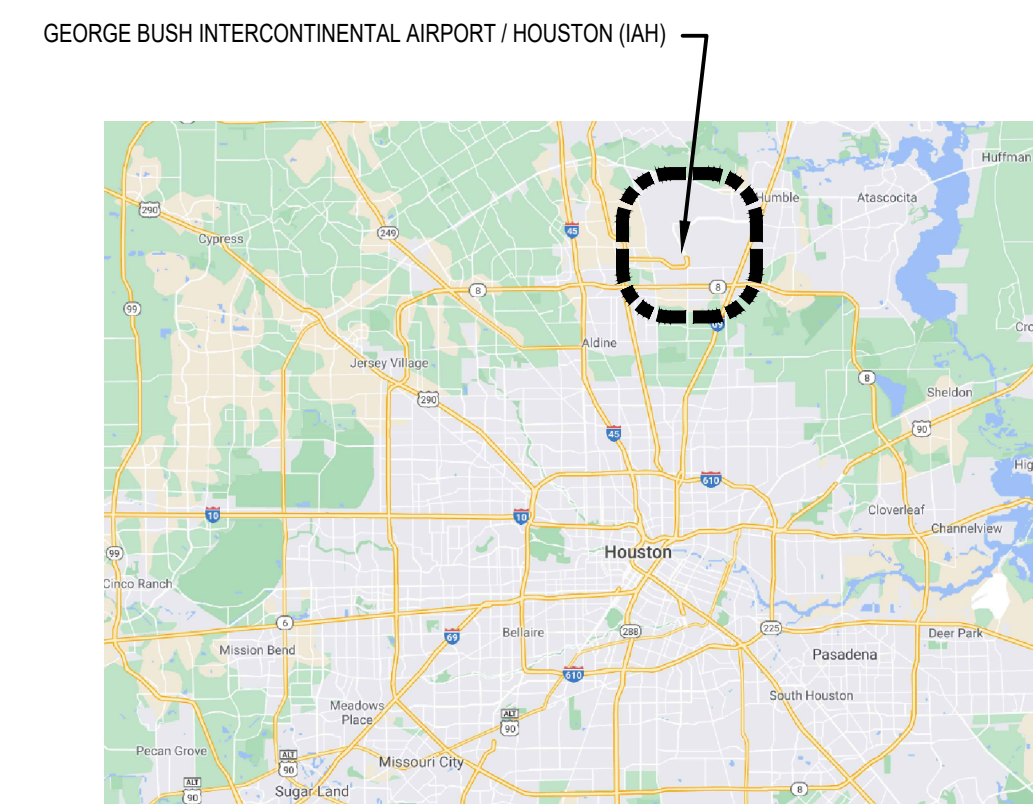 GEORGE BUSH INTERCONTINENTAL AIRPORT / HOUSTON (IAH)
Huffman
Humble
Atascocita
290
45
249
Cypress
8
8
99
69
Cro
Aldine
Jersey Village
8
Sheldon
290
90
45
Hig
610
10
10
Cloverleaf
Channelview
99
Houston
Cinco Ranch
6
225
69
Bellaire
288
Deer Park
Mission Bend
Pasadena
610
South Houston
Meadows
Place
ALT
90
Pecan Grove
ALT
90
Missouri City
ALT
90
Sugar Land
8